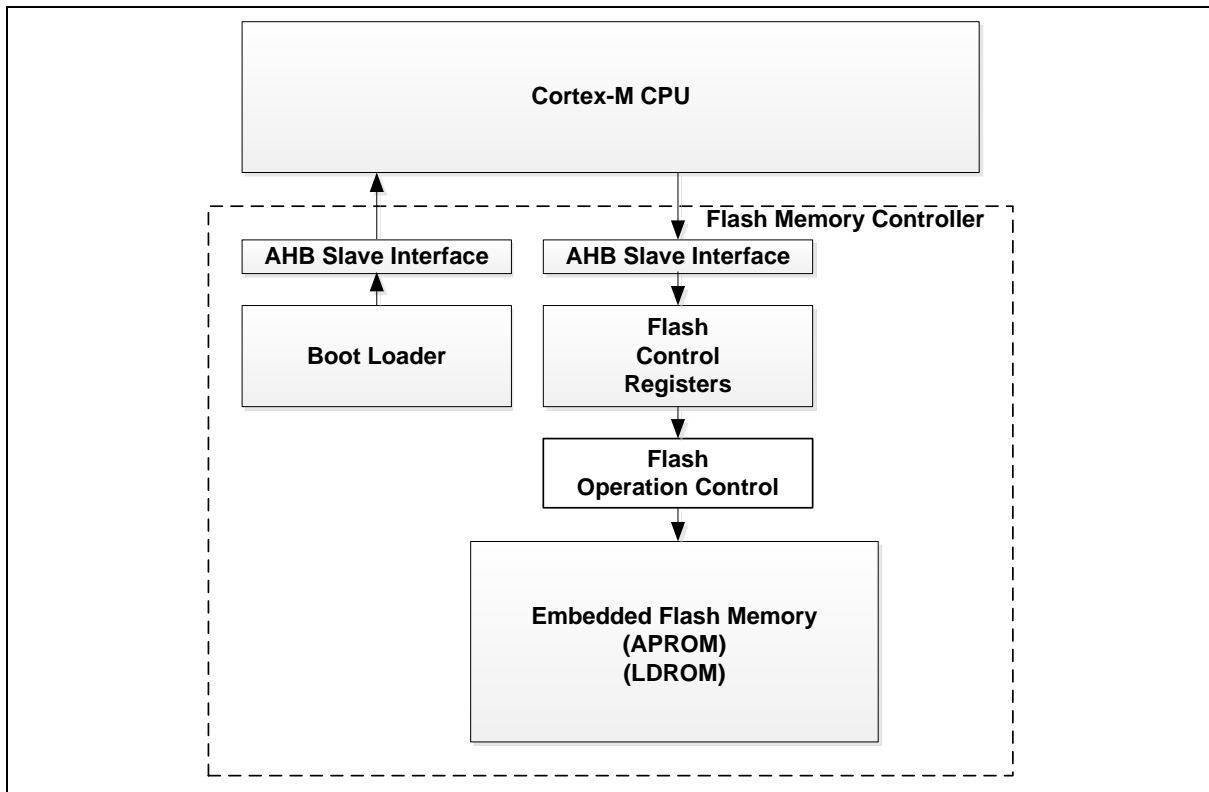 Cortex-M CPU
Flash Memory Controller
AHB Slave Interface
AHB Slave Interface
Boot Loader
Flash
Control
Registers
Flash
Operation Control
Embedded Flash Memory
(APROM)
(LDROM)